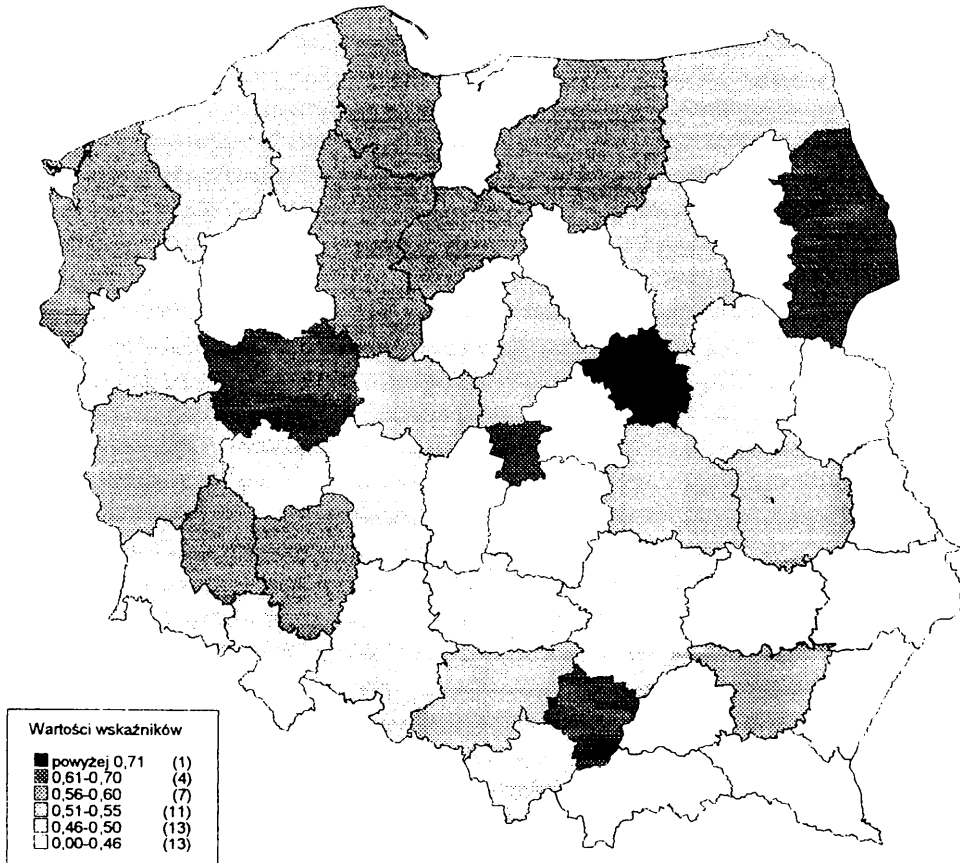 Wartości wskaźników
powyżej 0,71 (1)
0,61-0,70 (4)
0,56-0,60 (7)
0,51-0,55 (11)
0,46-0,50 (13)
0,00-0,46 (13)